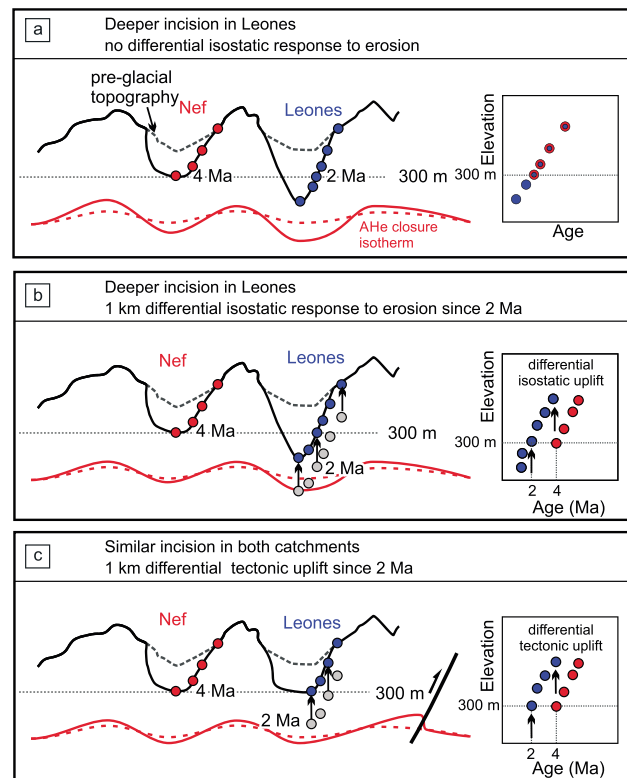 a
Deeper incision in Leones
no differential isostatic response to erosion
pre-glacial
topography
Nef
Leones
4 Ma
2 Ma
300 m
AHe closure
isotherm
Elevation
300 m
Age
b
Deeper incision in Leones
1 km differential isostatic response to erosion since 2 Ma
Nef
Leones
4 Ma
300 m
2 Ma
differential
isostatic uplift
Elevation
300 m
2 4
Age (Ma)
c
Similar incision in both catchments
1 km differential tectonic uplift since 2 Ma
Nef
Leones
4 Ma
300 m
2 Ma
differential
tectonic uplift
Elevation
300 m
2 4
Age (Ma)